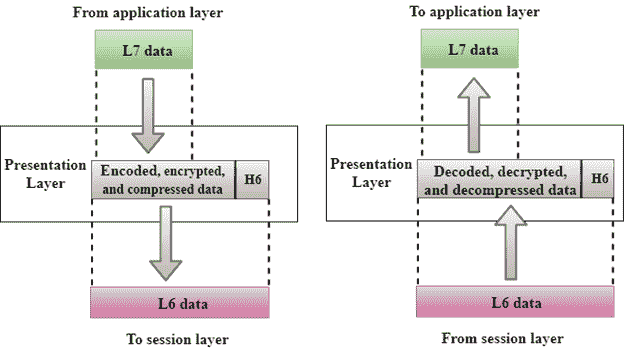 From application layer
L7 data
Presentation
Layer
Encoded, encrypted,
and compressed data
H6
L6 data
To session layer
To application layer
L7 data
Presentation
Layer
Decoded, decrypted,
and decompressed data
H6
L6 data
From session layer